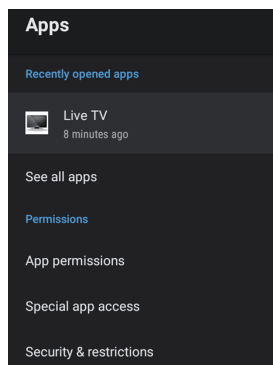 Apps
Recently opened apps
Live TV
8 minutes ago
See all apps
Permissions
App permissions
Special app access
Security & restrictions